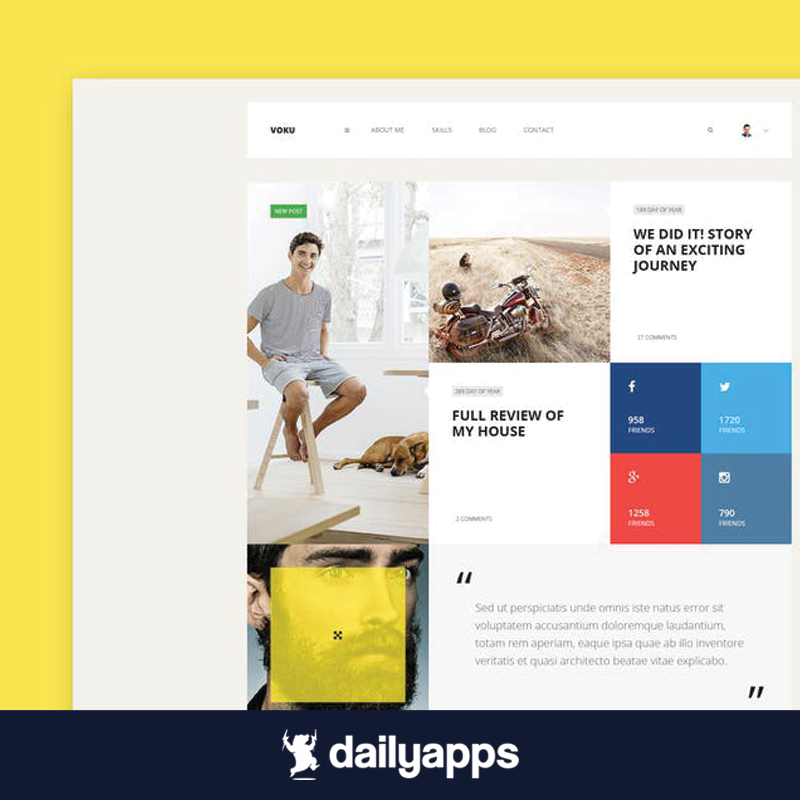 VOKU
ABOUT ME
SKILLS
BLOG
CONTACT
NEW POST
189 DAY OF YEAR
WE DID IT! STORY
OF AN EXCITING
JOURNEY
21 COMMENTS
289 DAY OF YEAR
FULL REVIEW OF
MY HOUSE
2 COMMENTS
958
FRIENDS
1720
FRIENDS
1258
FRIENDS
790
FRIENDS
“
Sed ut perspiciatis unde omnis iste natus error sit
voluptatem accusantium doloremque laudantium,
totam rem aperiam, eaque ipsa quae ab illo inventore
veritatis et quasi architecto beatae vitae explicabo.
”
dailyapps